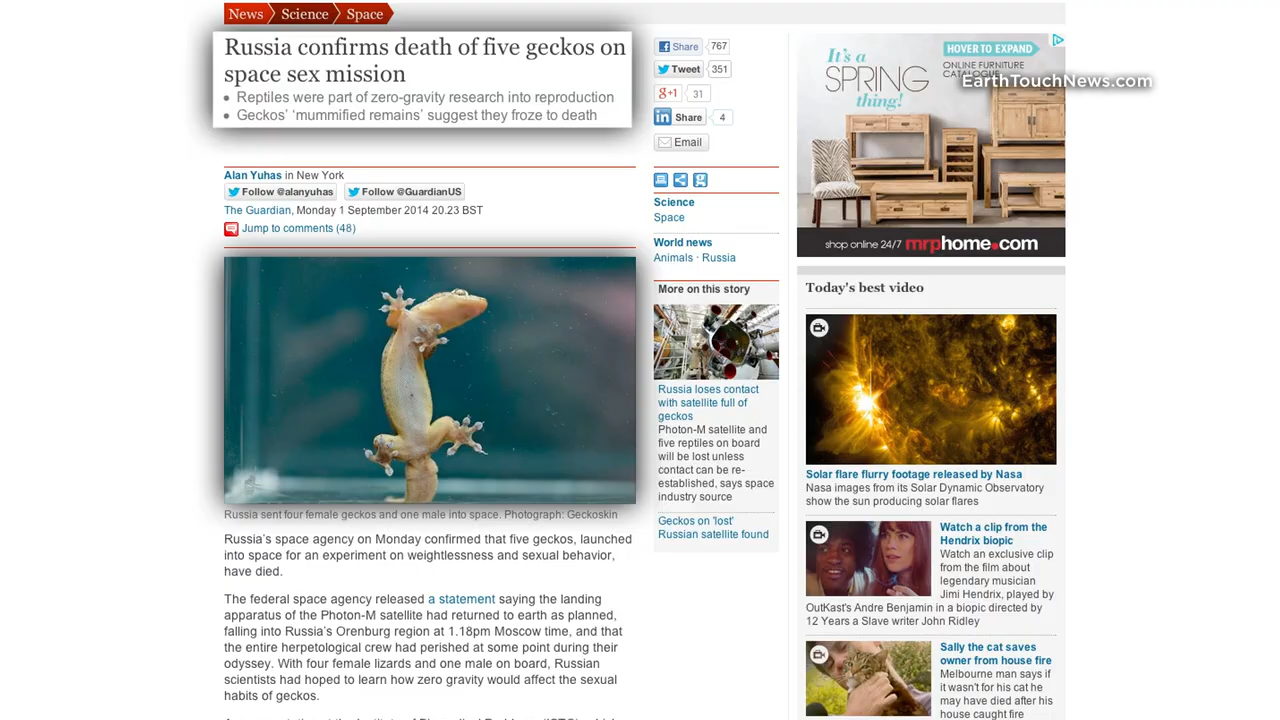 News Science Space
Russia confirms death of five geckos on
space sex mission
Reptiles were part of zero-gravity research into reproduction
Geckos' ‘mummified remains’ suggest they froze to death
Alan Yuhas in New York
Follow @alanyuhas Follow @GuardianUS
The Guardian, Monday 1 September 2014 20.23 BST
Jump to comments (48)
Russia sent four female geckos and one male into space. Photograph: Geckoskin
Russia's space agency on Monday confirmed that five geckos, launched
into space for an experiment on weightlessness and sexual behavior,
have died.
The federal space agency released a statement saying the landing
apparatus of the Photon-M satellite had returned to earth as planned,
falling into Russia's Orenburg region at 1.18pm Moscow time, and that
the entire herpetological crew had perished at some point during their
odyssey. With four female lizards and one male on board, Russian
scientists had hoped to learn how zero gravity would affect the sexual
habits of geckos.
Share 767
Tweet 351
g+1 31
in Share 4
Email
Science
Space
World news
Animals · Russia
More on this story
Russia loses contact
with satellite full of
geckos
Photon-M satellite and
five reptiles on board
will be lost unless
contact can be re-
established, says space
industry source
Geckos on 'lost'
Russian satellite found
It's a
SPRING
thing!
HOVER TO EXPAND
ONLINE FURNITURE
CATALOGUE
EarthTouchNews.com
shop online 24/7 mrphome.com
Today's best video
Solar flare flurry footage released by Nasa
Nasa images from its Solar Dynamic Observatory
show the sun producing solar flares
Watch a clip from the
Hendrix biopic
Watch an exclusive clip
from the film about
legendary musician
Jimi Hendrix, played by
OutKast's Andre Benjamin in a biopic directed by
12 Years a Slave writer John Ridley
Sally the cat saves
owner from house fire
Melbourne man says if
it wasn't for his cat he
may have died after his
house caught fire